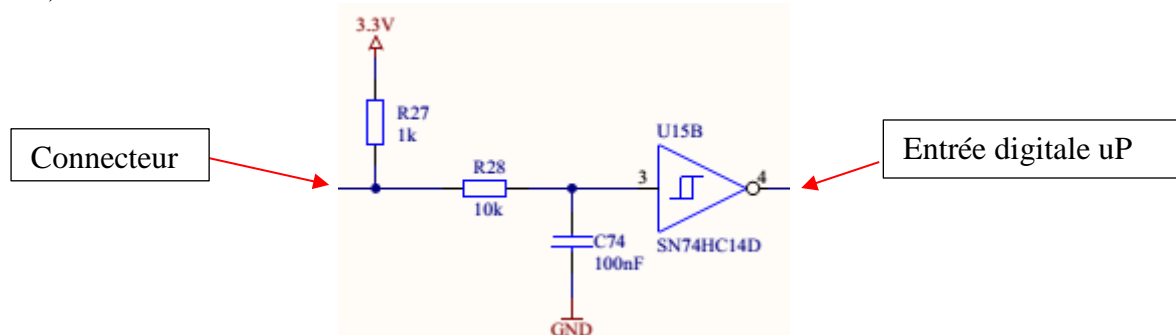 3.3V
R27
1k
Connecteur
R28
10k
U15B
3
4
SN74HC14D
Entrée digitale uP
C74
100nF
GND